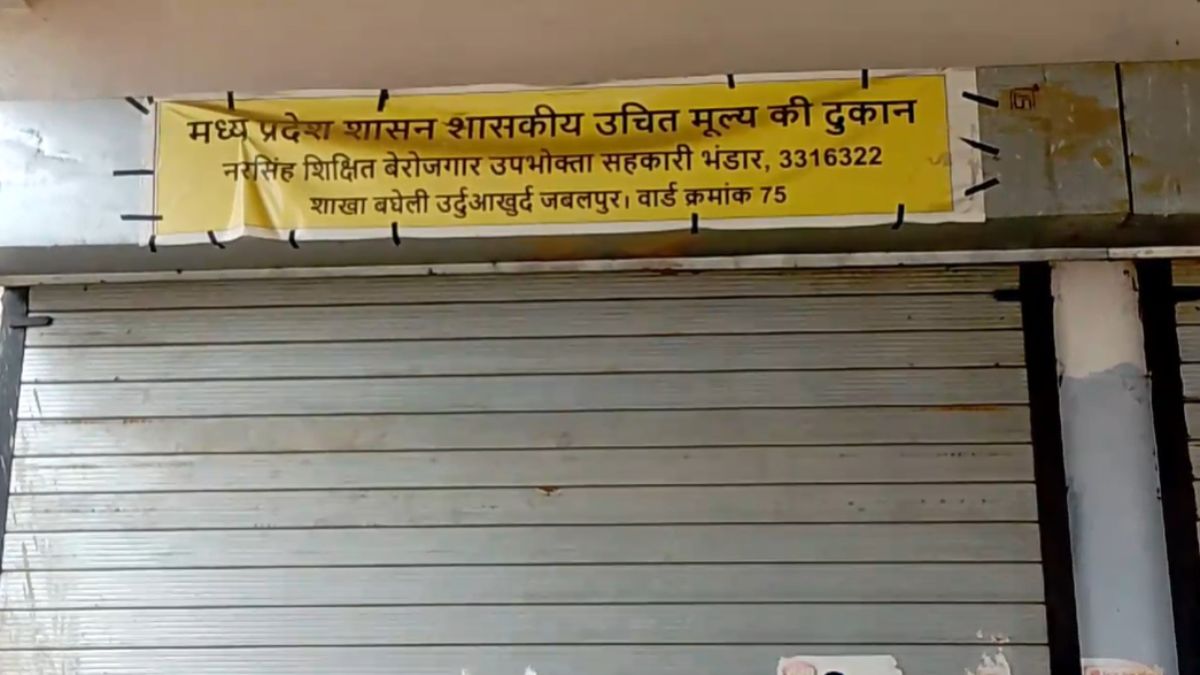 मध्य प्रदेश शासन शासकीय उचित मूल्य की दुकान
नरसिंह शिक्षित बेरोजगार उपभोक्ता सहकारी भंडार, 3316322
शाखा बघेली उर्दुआखुर्द जबलपुर। वार्ड क्रमांक 75